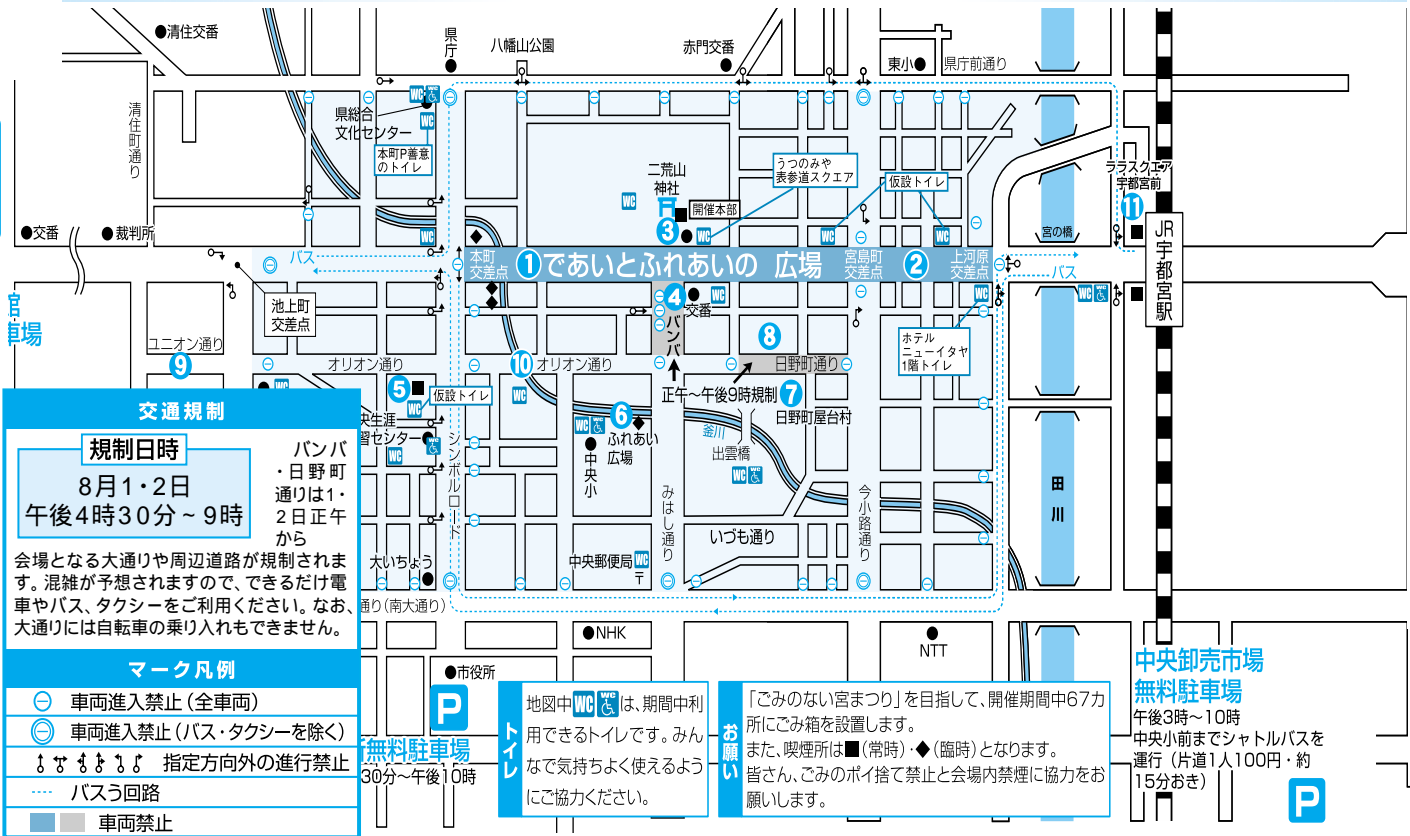 清住交番
県庁
八幡山公園
赤門交番
東小
県庁前通り
清住町通り
県総合
文化センター
WC
WC
本町P善意
のトイレ
二荒山
神社
うつのみや
表参道スクエア
仮設トイレ
ララスクエア
宇都宮前
⑪
WC
開催本部
③
WC
WC
WC
WC
交番
裁判所
宮の橋
JR宇都宮駅
バス
本町
交差点
①であいとふれあいの 広場
宮島町
交差点
②
上河原
交差点
バス
池上町
交差点
④
交番
WC
WC
WC
館
車場
バンバ
⑧
ホテル
ニューイタヤ
1階トイレ
ユニオン通り
⑨
オリオン通り
⑩
オリオン通り
日野町通り
WC
⑤
仮設トイレ
WC
WC
正午~午後9時規制
⑦
日野町屋台村
央生涯
習センター
WC
WC
シンボルロード
WC
⑥
ふれあい
広場
中央小
釜川
出雲橋
WC
みはし通り
今小路通り
田川
いづも通り
大いちょう
中央郵便局
WC
〒
通り(南大通り)
NHK
NTT
市役所
P
無料駐車場
30分~午後10時
交通規制
規制日時
8月1・2日
午後4時30分~9時
バンバ
・日野町
通りは1・
2日正午
から
会場となる大通りや周辺道路が規制されま
す。混雑が予想されますので、できるだけ電
車やバス、タクシーをご利用ください。なお、
大通りには自転車の乗り入れもできません。
マーク凡例
車両進入禁止(全車両)
車両進入禁止(バス・タクシーを除く)
指定方向外の進行禁止
バスう回路
車両禁止
トイレ
地図中WC は、期間中利
用できるトイレです。みん
なで気持ちよく使えるよう
にご協力ください。
お願い
「ごみのない宮まつり」を目指して、開催期間中67カ
所にごみ箱を設置します。
また、喫煙所は■(常時)・◆(臨時)となります。
皆さん、ごみのポイ捨て禁止と会場内禁煙に協力をお
願いします。
中央卸売市場
無料駐車場
午後3時~10時
中央小前までシャトルバスを
運行(片道1人100円・約
15分おき)
P